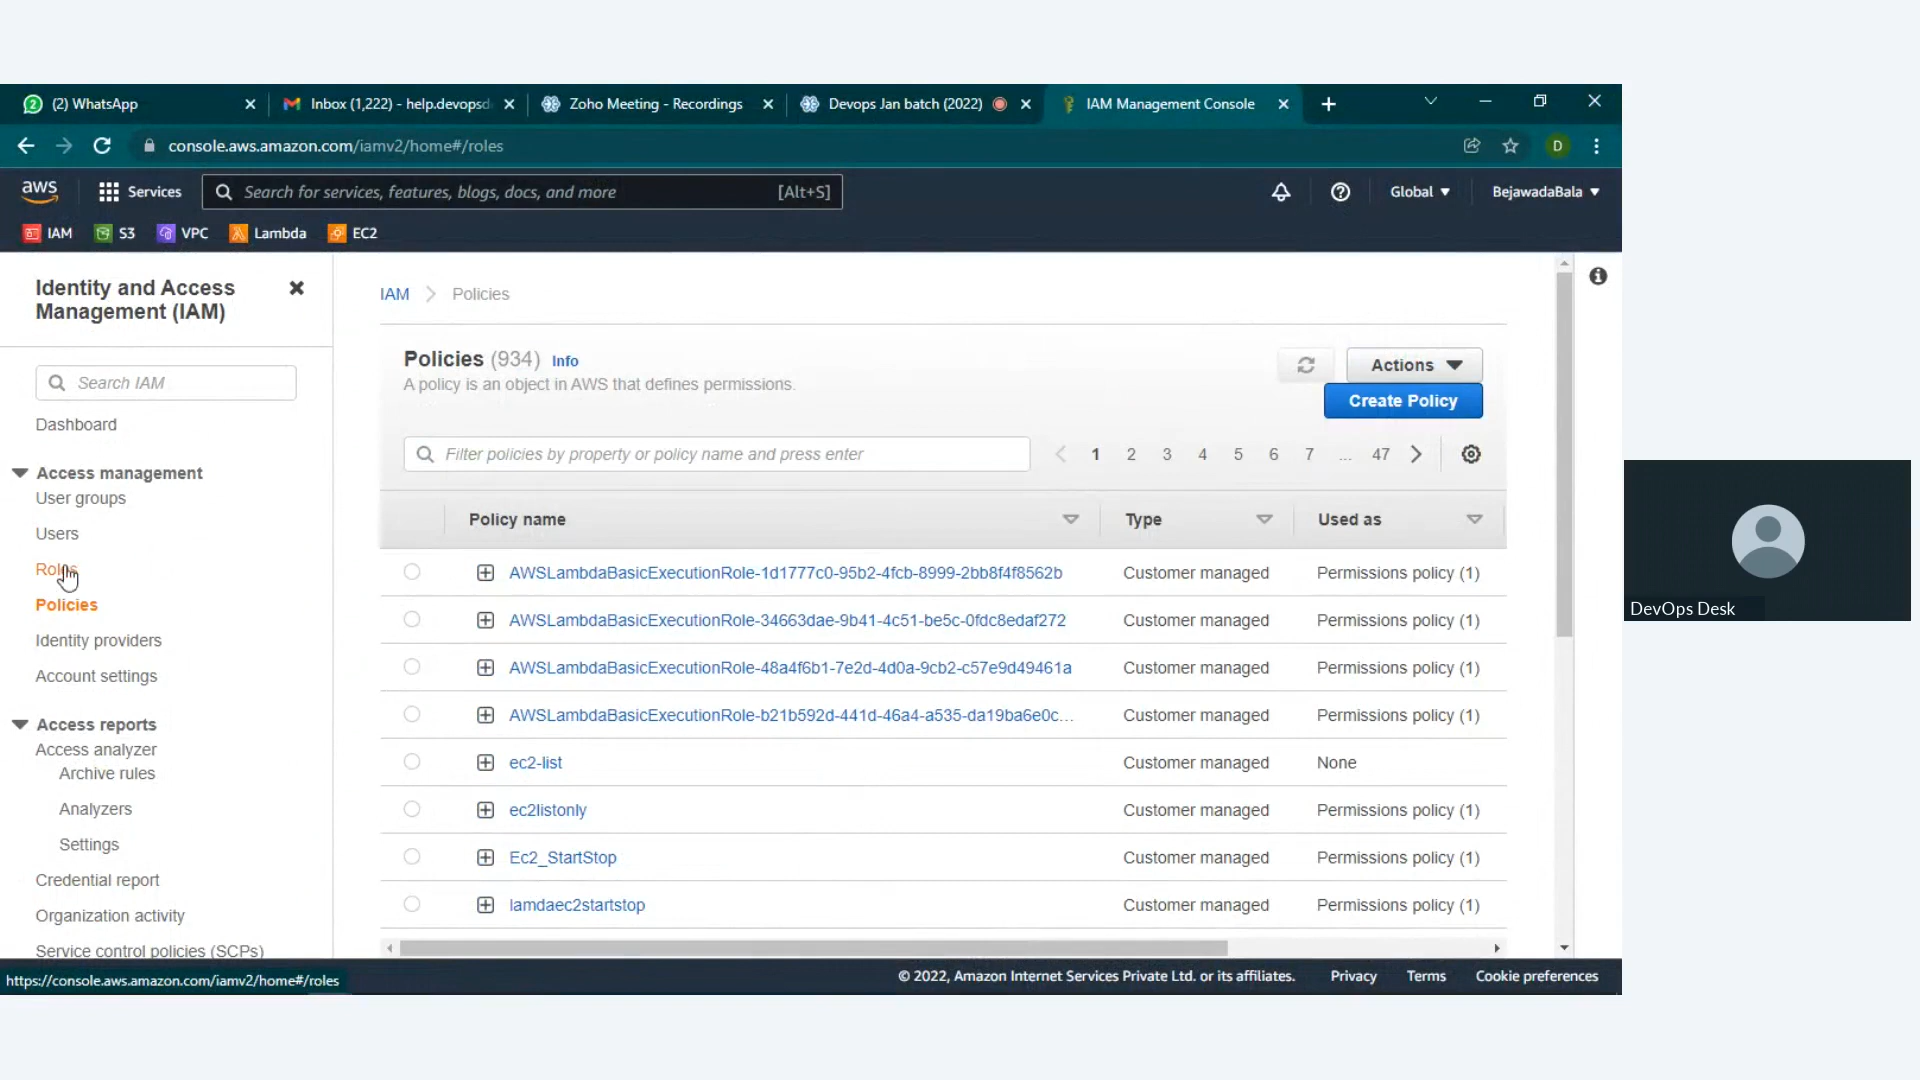 (2) WhatsApp
Inbox (1,222) - help.devopsd
Zoho Meeting - Recordings
Devops Jan batch (2022)
IAM Management Console
console.aws.amazon.com/iamv2/home#/roles
D
aws
Services
Search for services, features, blogs, docs, and more
[Alt+S]
Global
BejawadaBala
IAM
S3
VPC
Lambda
EC2
Identity and Access
Management (IAM)
Search IAM
Dashboard
Access management
User groups
Users
Roles
Policies
Identity providers
Account settings
Access reports
Access analyzer
Archive rules
Analyzers
Settings
Credential report
Organization activity
Service control policies (SCPs)
https://console.aws.amazon.com/iamv2/home#/roles
IAM > Policies
Policies (934) Info
A policy is an object in AWS that defines permissions.
Actions
Create Policy
Filter policies by property or policy name and press enter
1 2 3 4 5 6 7 ... 47
Policy name Type Used as
AWSLambdaBasicExecutionRole-1d1777c0-95b2-4fcb-8999-2bb8f4f8562b Customer managed Permissions policy (1)
AWSLambdaBasicExecutionRole-34663dae-9b41-4c51-be5c-0fdc8edaf272 Customer managed Permissions policy (1)
AWSLambdaBasicExecutionRole-48a4f6b1-7e2d-4d0a-9cb2-c57e9d49461a Customer managed Permissions policy (1)
AWSLambdaBasicExecutionRole-b21b592d-441d-46a4-a535-da19ba6e0c... Customer managed Permissions policy (1)
ec2-list Customer managed None
ec2listonly Customer managed Permissions policy (1)
Ec2_StartStop Customer managed Permissions policy (1)
lamdaec2startstop Customer managed Permissions policy (1)
© 2022, Amazon Internet Services Private Ltd. or its affiliates.
Privacy
Terms
Cookie preferences
DevOps Desk